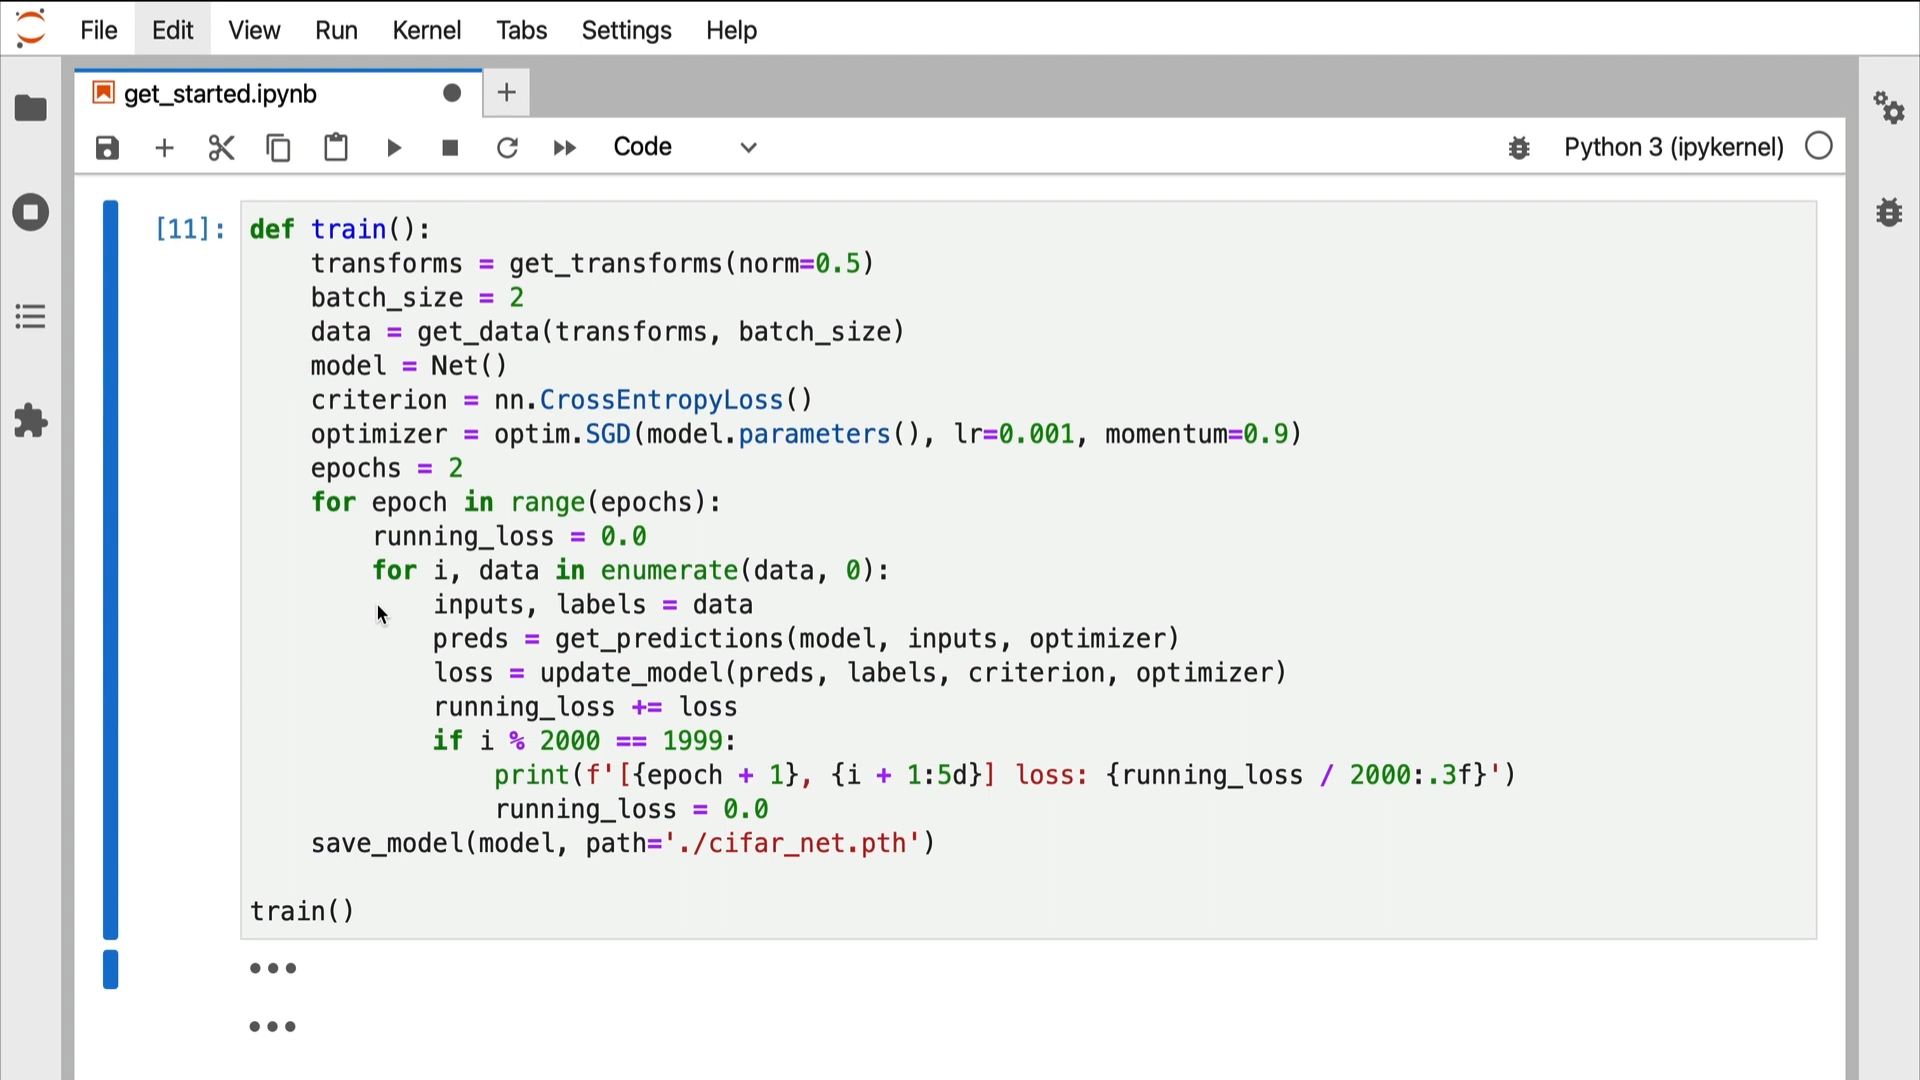 File Edit View Run Kernel Tabs Settings Help
get_started.ipynb
Code
Python 3 (ipykernel)
[11]:
def train():
    transforms = get_transforms(norm=0.5)
    batch_size = 2
    data = get_data(transforms, batch_size)
    model = Net()
    criterion = nn.CrossEntropyLoss()
    optimizer = optim.SGD(model.parameters(), lr=0.001, momentum=0.9)
    epochs = 2
    for epoch in range(epochs):
        running_loss = 0.0
        for i, data in enumerate(data, 0):
            inputs, labels = data
            preds = get_predictions(model, inputs, optimizer)
            loss = update_model(preds, labels, criterion, optimizer)
            running_loss += loss
            if i % 2000 == 1999:
                print(f'[{epoch + 1}, {i + 1:5d}] loss: {running_loss / 2000:.3f}')
                running_loss = 0.0
    save_model(model, path='./cifar_net.pth')

train()